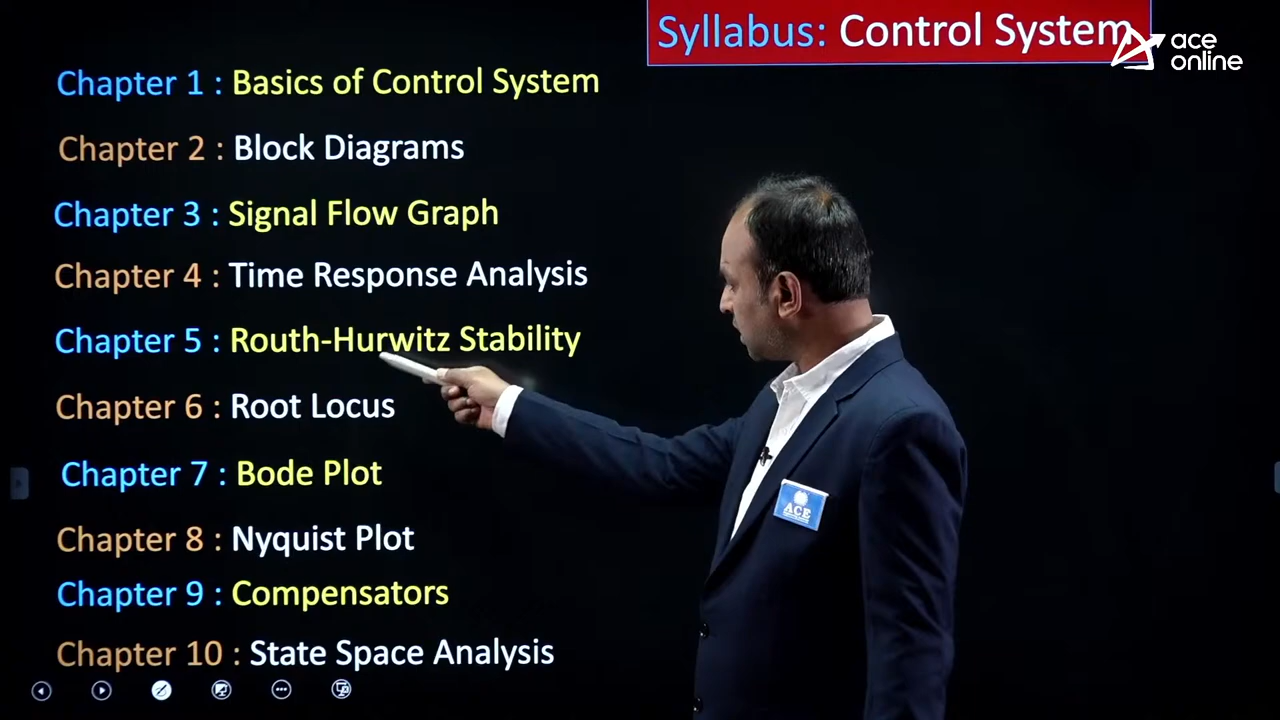 Syllabus: Control System
ace
online
Chapter 1 : Basics of Control System
Chapter 2 : Block Diagrams
Chapter 3 : Signal Flow Graph
Chapter 4 : Time Response Analysis
Chapter 5 : Routh-Hurwitz Stability
Chapter 6 : Root Locus
Chapter 7 : Bode Plot
Chapter 8 : Nyquist Plot
Chapter 9 : Compensators
Chapter 10 : State Space Analysis
ACE